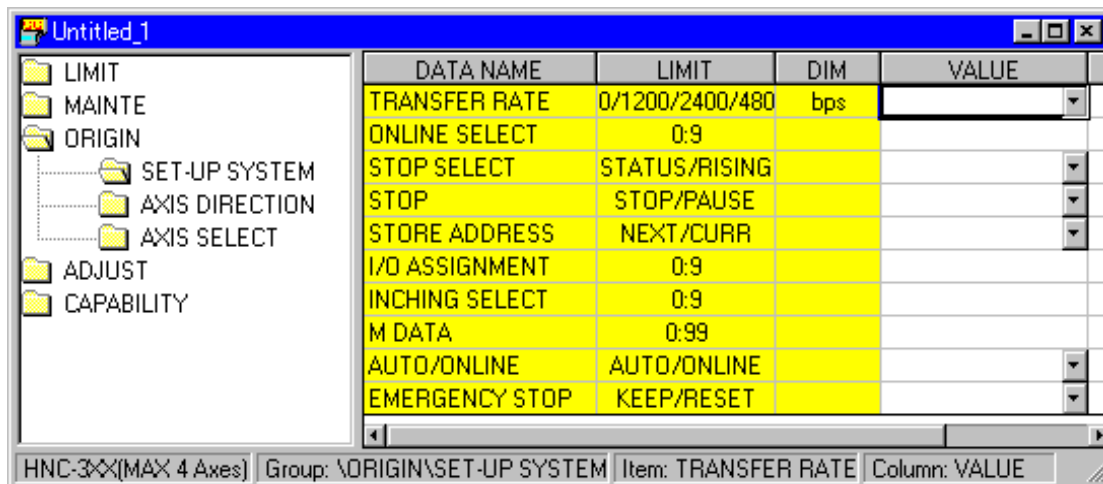 Untitled_1
LIMIT
MAINTE
ORIGIN
SET-UP SYSTEM
AXIS DIRECTION
AXIS SELECT
ADJUST
CAPABILITY
DATA NAME LIMIT DIM VALUE
TRANSFER RATE 0/1200/2400/480 bps
ONLINE SELECT 0:9
STOP SELECT STATUS/RISING
STOP STOP/PAUSE
STORE ADDRESS NEXT/CURR
I/O ASSIGNMENT 0:9
INCHING SELECT 0:9
M DATA 0:99
AUTO/ONLINE AUTO/ONLINE
EMERGENCY STOP KEEP/RESET
HNC-3XX(MAX 4 Axes) Group: \ORIGIN\SET-UP SYSTEM Item: TRANSFER RATE Column: VALUE